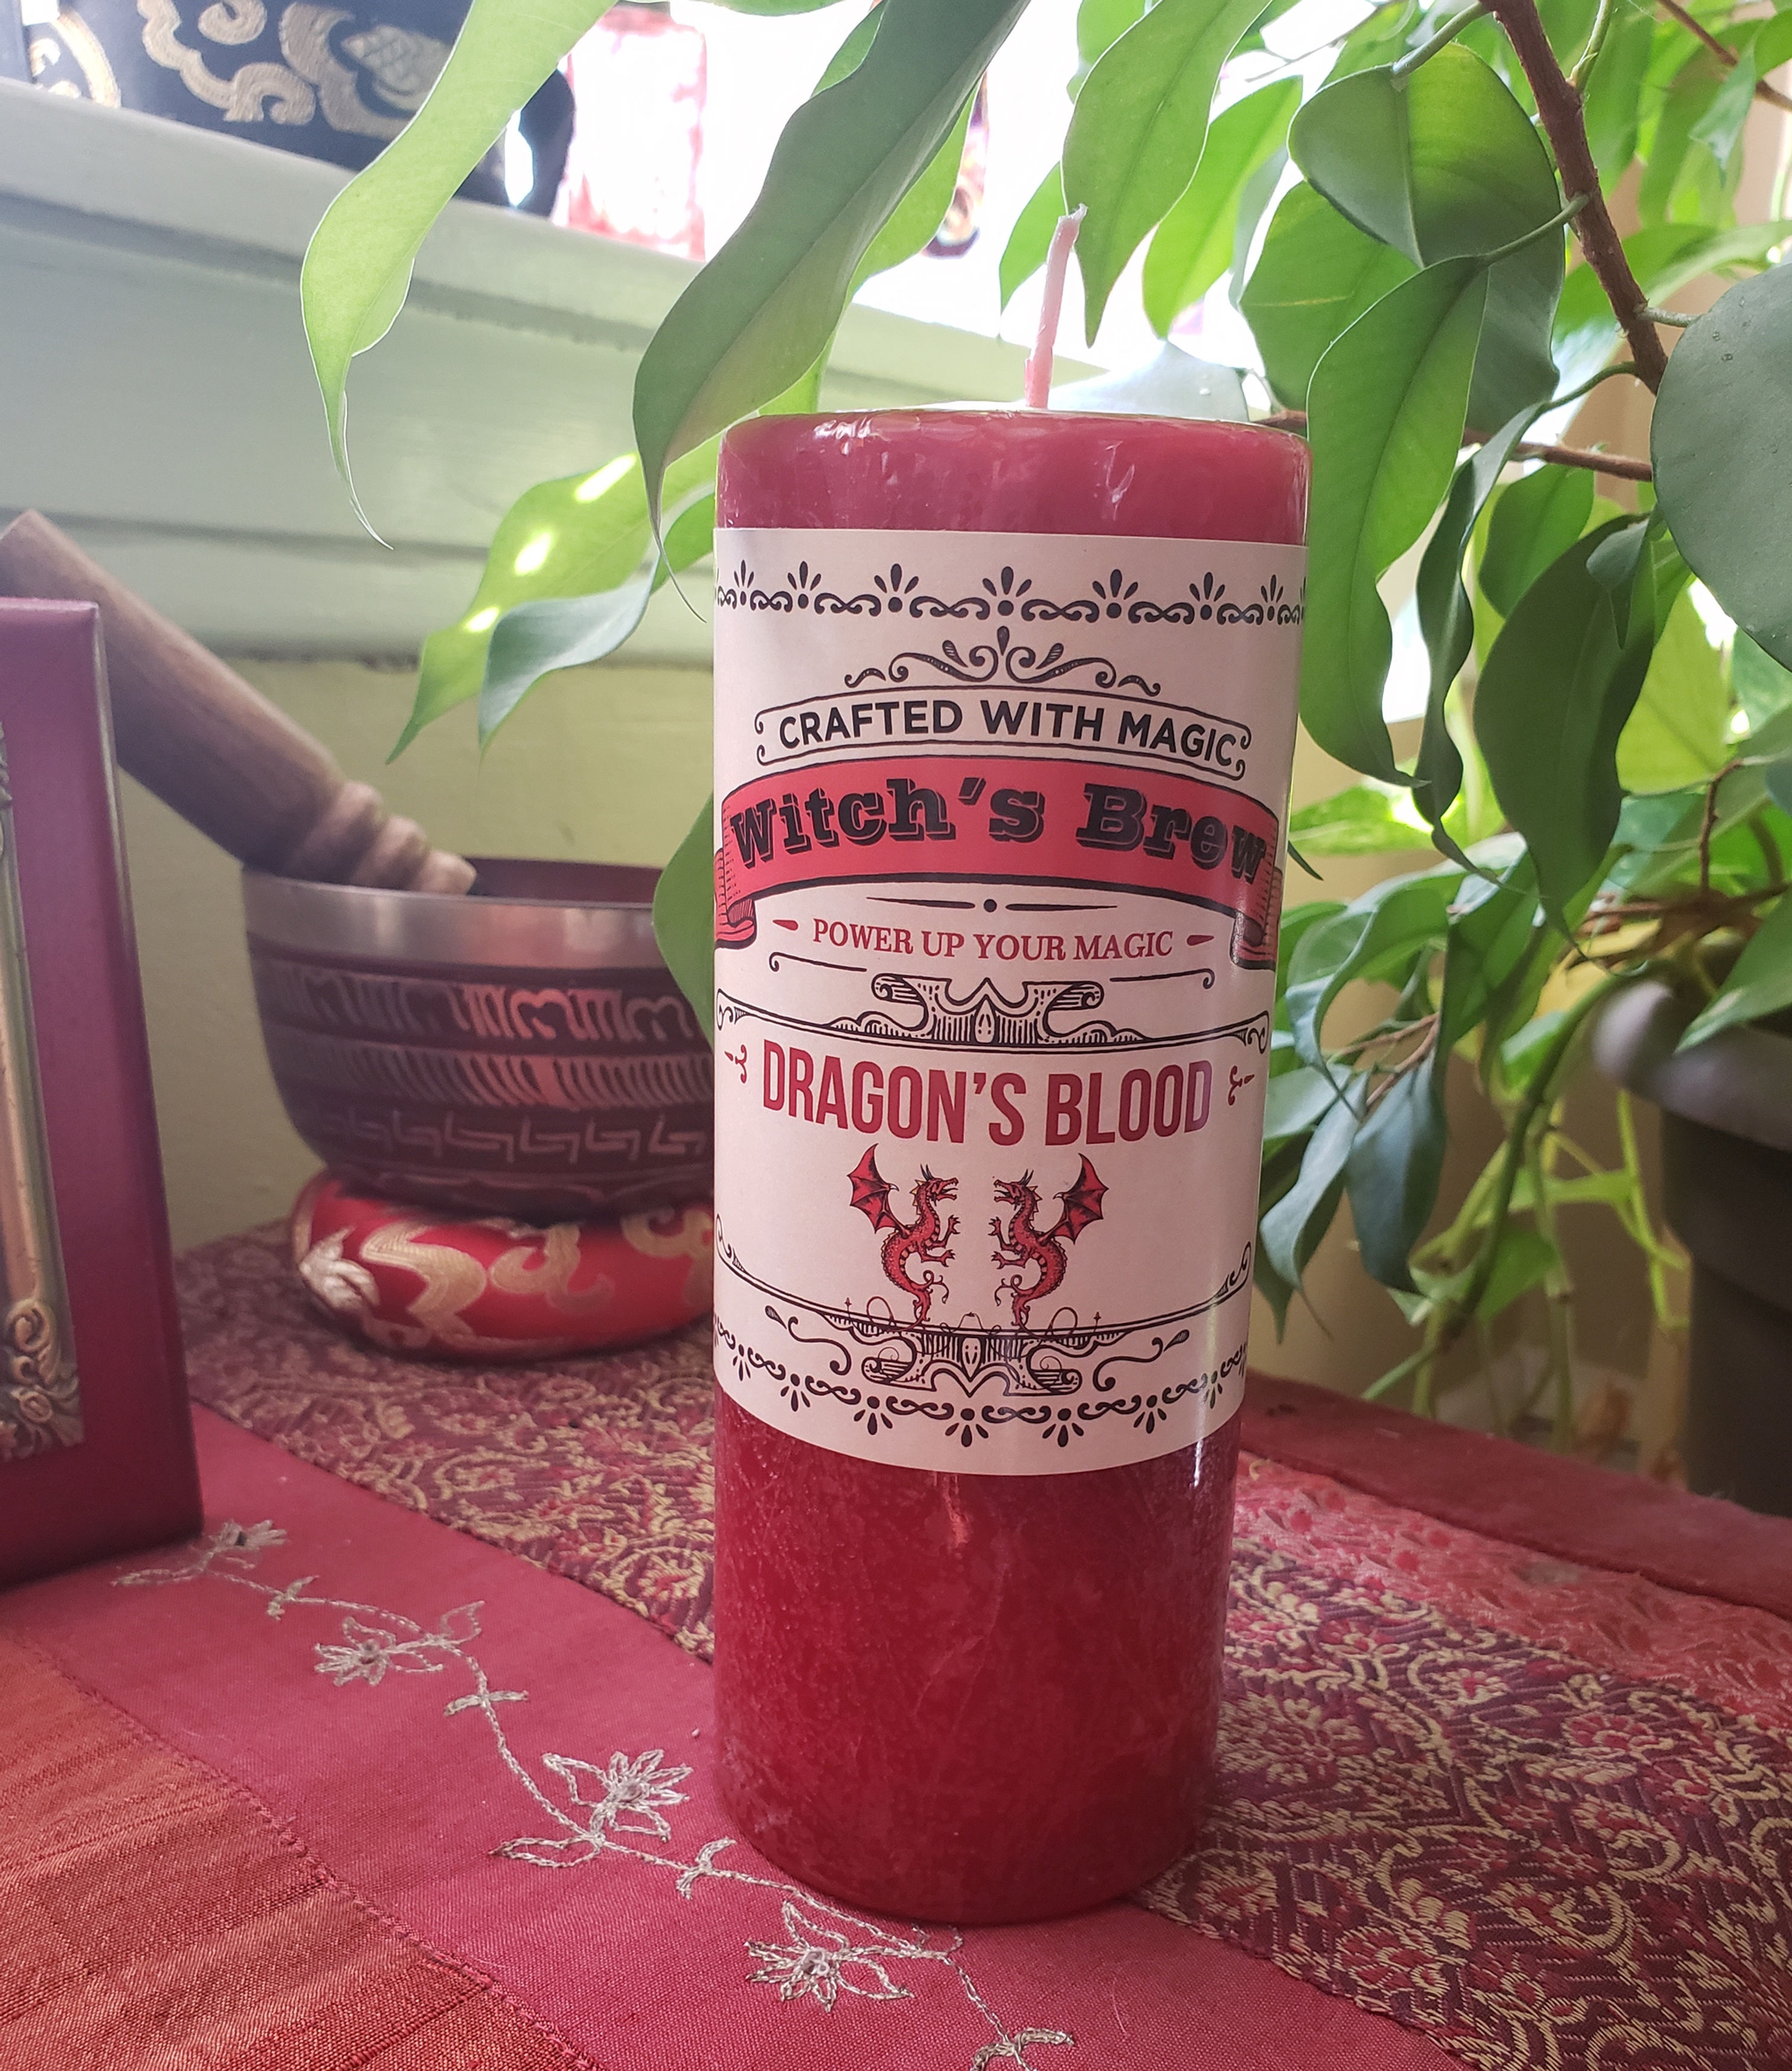 CRAFTED WITH MAGIC
Witch's Brew
POWER UP YOUR MAGIC
DRAGON'S BLOOD